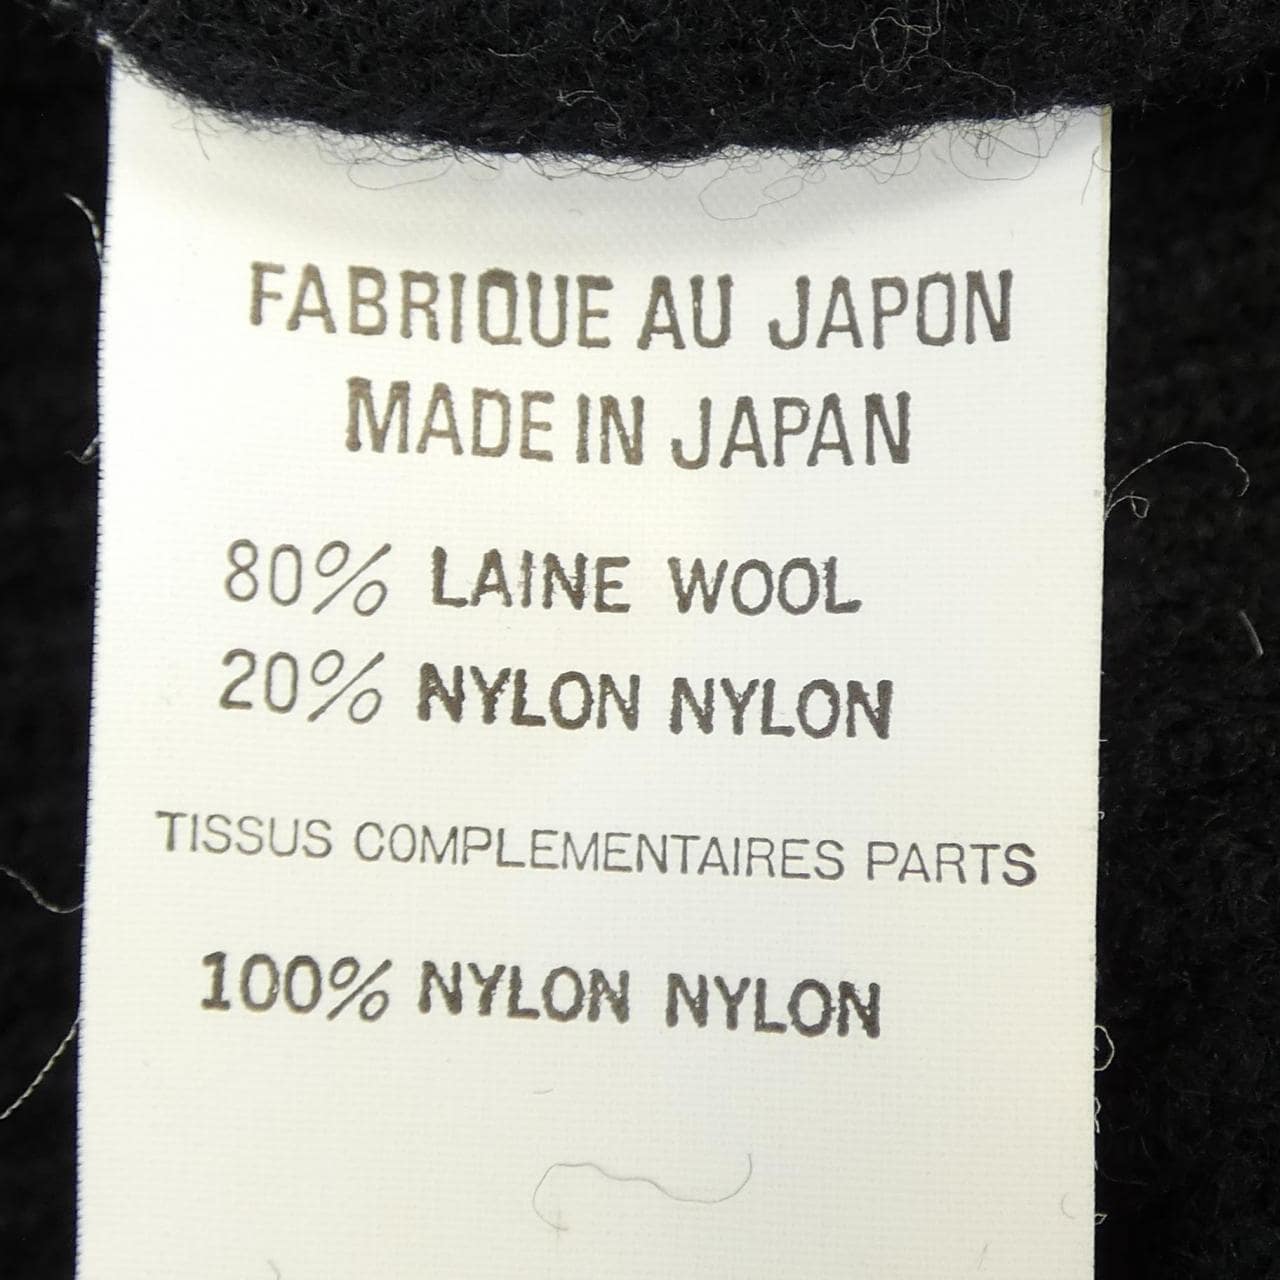 FABRIQUE AU JAPON
MADE IN JAPAN
80% LAINE WOOL
20% NYLON NYLON
TISSUS COMPLEMENTAIRES PARTS
100% NYLON NYLON